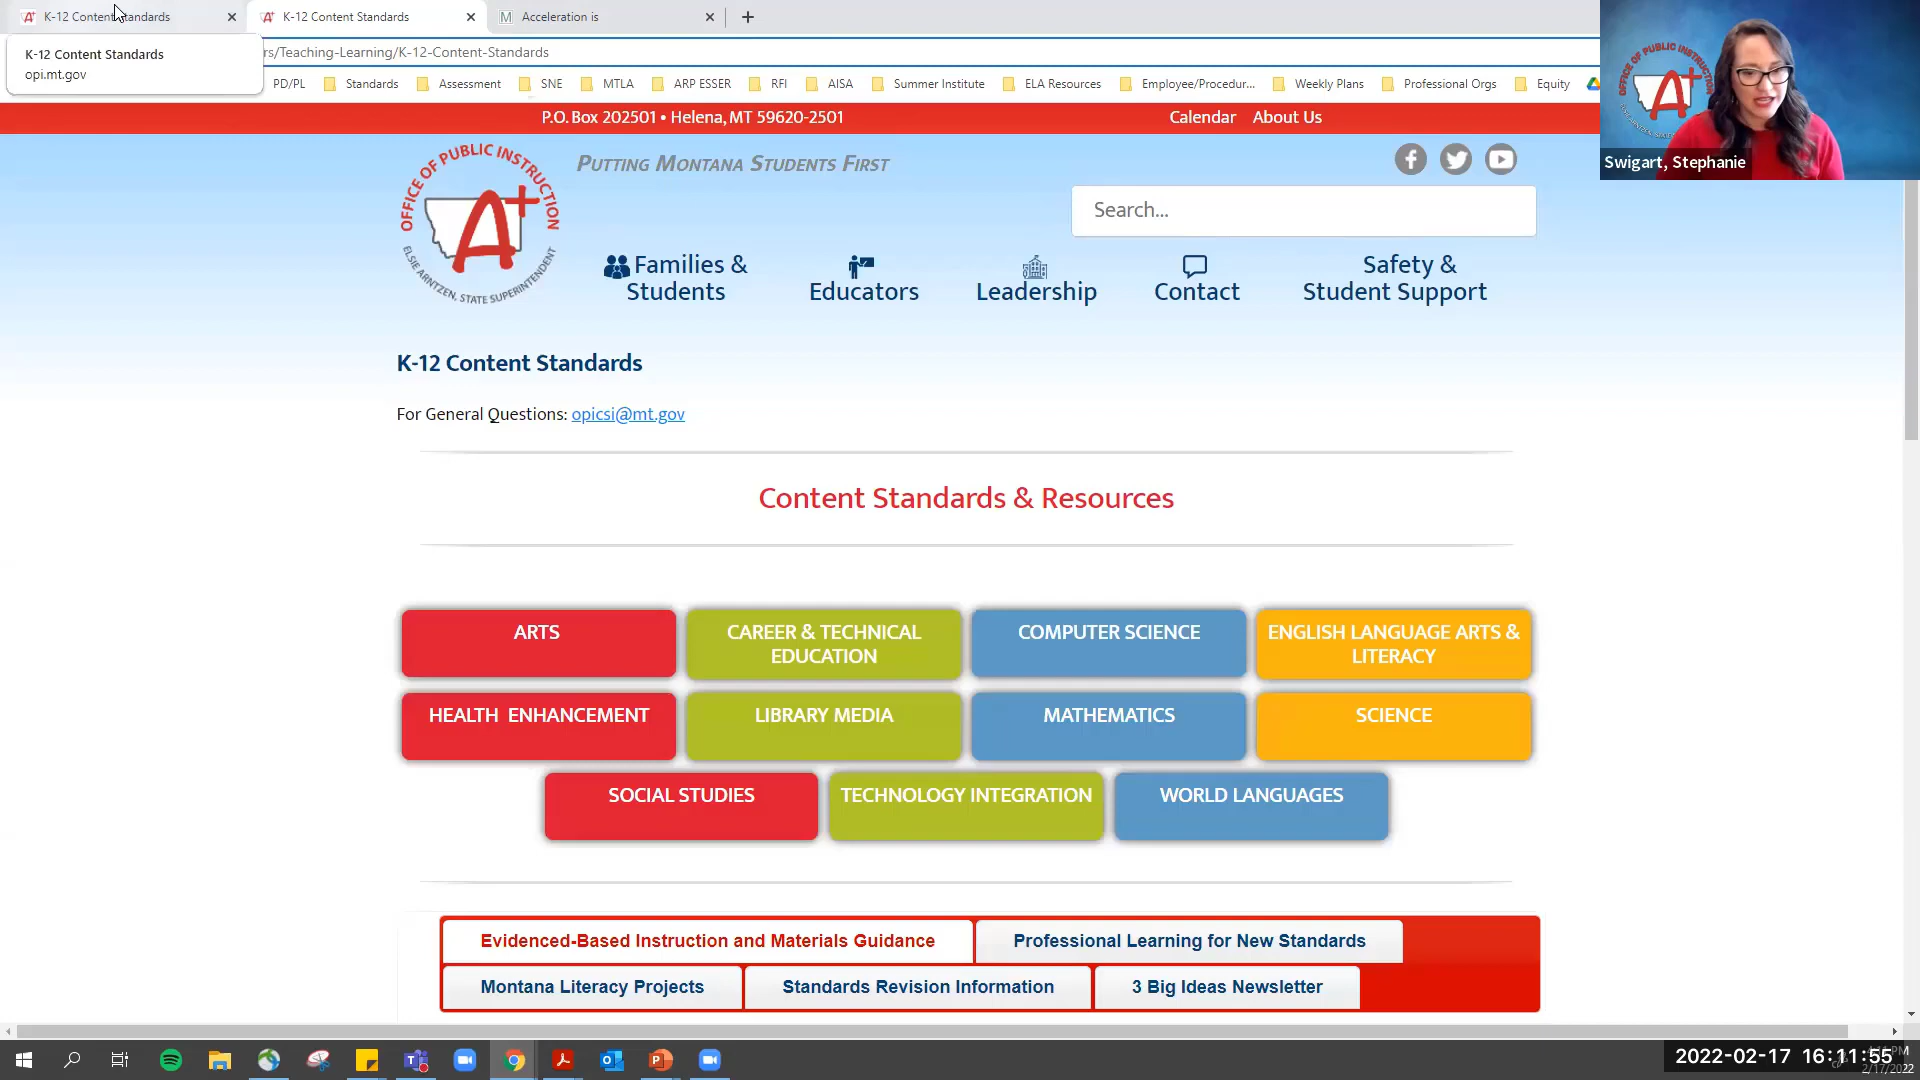 K-12 Content Standards
K-12 Content Standards
Acceleration is
K-12 Content Standards
opi.mt.gov
rs/Teaching-Learning/K-12-Content-Standards
PD/PL
Standards
Assessment
SNE
MTLA
ARP ESSER
RFI
AISA
Summer Institute
ELA Resources
Employee/Procedur...
Weekly Plans
Professional Orgs
Equity
P.O. Box 202501 • Helena, MT 59620-2501
Calendar
About Us
OFFICE OF PUBLIC INSTRUCTION
A+
ELSIE ARNTZEN, STATE SUPERINTENDENT
PUTTING MONTANA STUDENTS FIRST
Search...
Families &
Students
Educators
Leadership
Contact
Safety &
Student Support
Swigart, Stephanie
K-12 Content Standards
For General Questions: opicsi@mt.gov
Content Standards & Resources
ARTS
CAREER & TECHNICAL
EDUCATION
COMPUTER SCIENCE
ENGLISH LANGUAGE ARTS &
LITERACY
HEALTH ENHANCEMENT
LIBRARY MEDIA
MATHEMATICS
SCIENCE
SOCIAL STUDIES
TECHNOLOGY INTEGRATION
WORLD LANGUAGES
Evidenced-Based Instruction and Materials Guidance
Professional Learning for New Standards
Montana Literacy Projects
Standards Revision Information
3 Big Ideas Newsletter
2022-02-17 16:11:55
2/17/2022